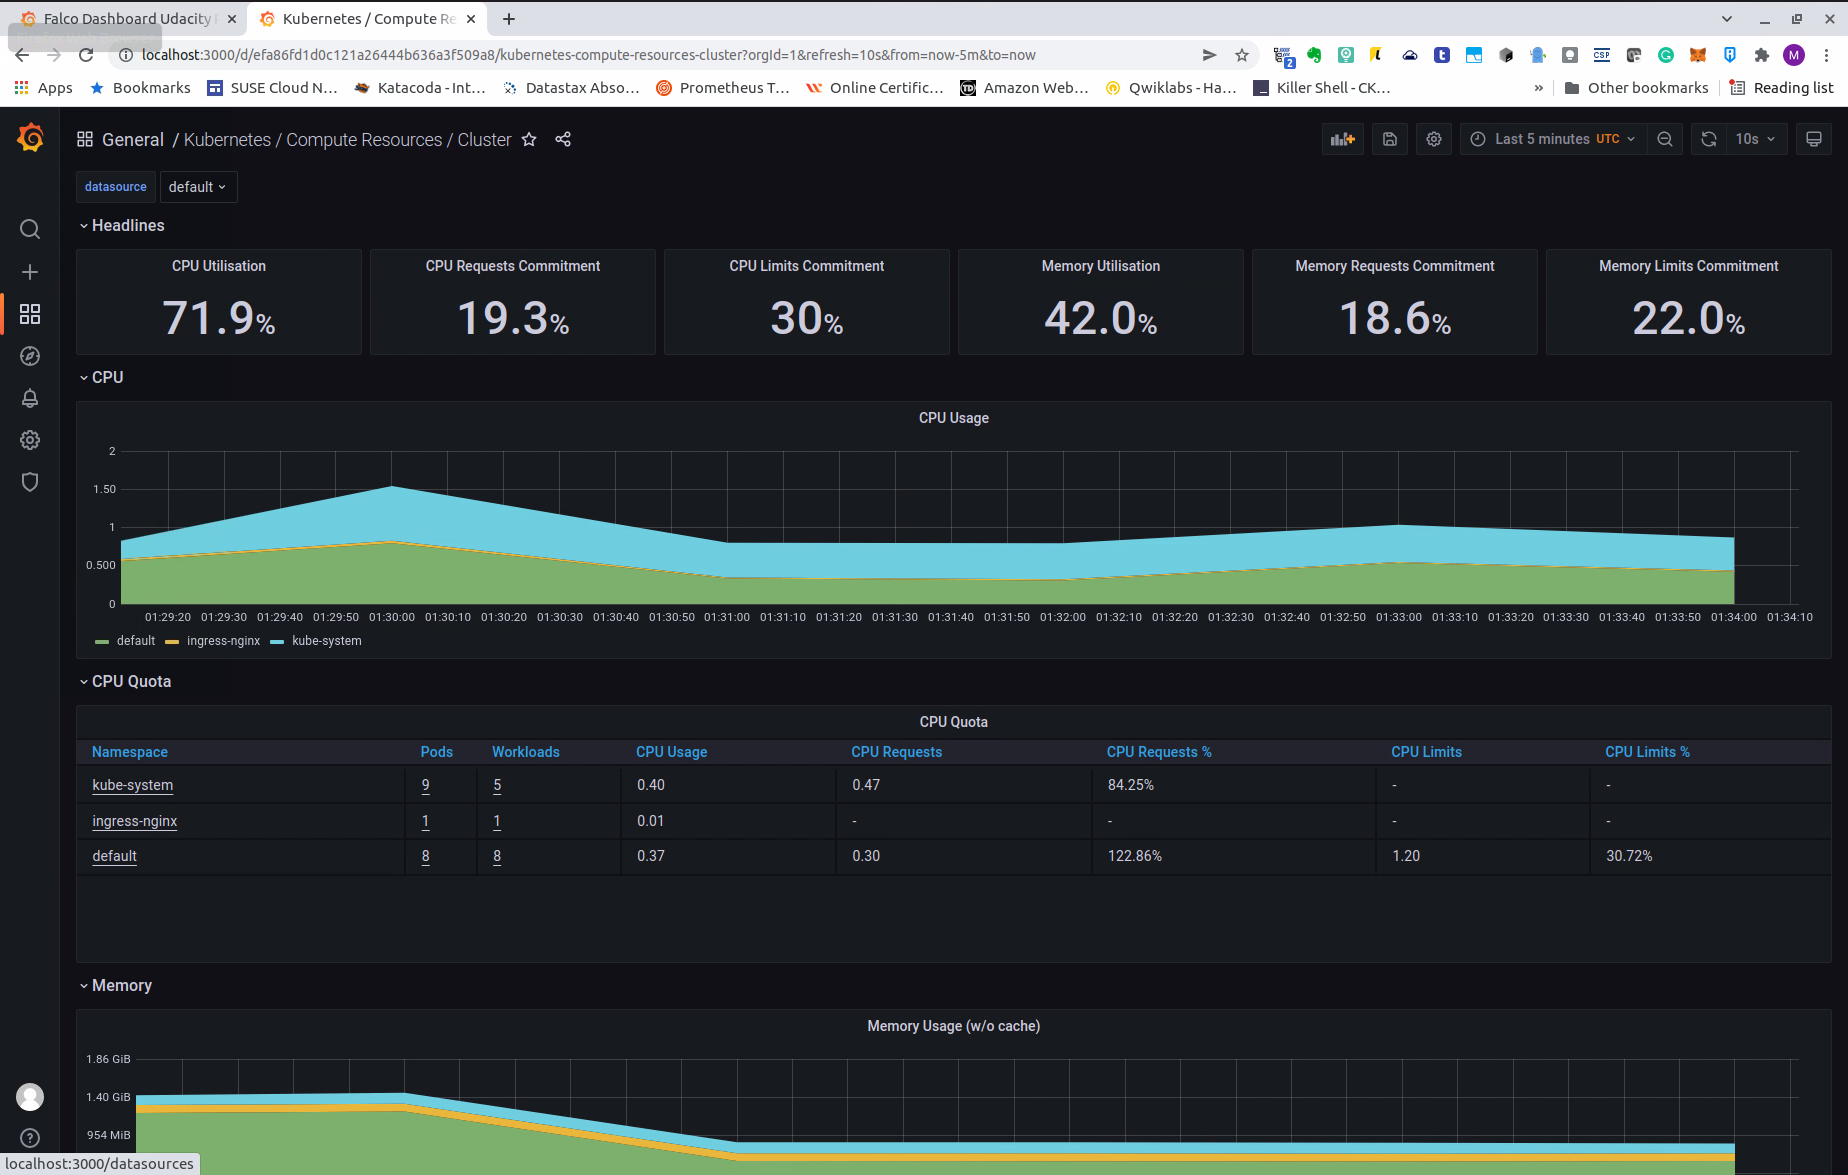 Falco Dashboard Udacity
Kubernetes / Compute Re
localhost:3000/d/efa86fd1d0c121a26444b636a3f509a8/kubernetes-compute-resources-cluster?orgId=1&refresh=10s&from=now-5m&to=now
2
CSP
M
Apps
Bookmarks
SUSE Cloud N...
Katacoda - Int...
Datastax Abso...
Prometheus T...
Online Certific...
Amazon Web...
Qwiklabs - Ha...
Killer Shell - CK...
»
Other bookmarks
Reading list
General / Kubernetes / Compute Resources / Cluster
Last 5 minutes UTC
10s
datasource
default
Headlines
CPU Utilisation
71.9%
CPU Requests Commitment
19.3%
CPU Limits Commitment
30%
Memory Utilisation
42.0%
Memory Requests Commitment
18.6%
Memory Limits Commitment
22.0%
CPU
CPU Usage
2
1.50
1
0.500
0
01:29:20 01:29:30 01:29:40 01:29:50 01:30:00 01:30:10 01:30:20 01:30:30 01:30:40 01:30:50 01:31:00 01:31:10 01:31:20 01:31:30 01:31:40 01:31:50 01:32:00 01:32:10 01:32:20 01:32:30 01:32:40 01:32:50 01:33:00 01:33:10 01:33:20 01:33:30 01:33:40 01:33:50 01:34:00 01:34:10
default ingress-nginx kube-system
CPU Quota
CPU Quota
Namespace Pods Workloads CPU Usage CPU Requests CPU Requests % CPU Limits CPU Limits %
kube-system 9 5 0.40 0.47 84.25% - -
ingress-nginx 1 1 0.01 - - - -
default 8 8 0.37 0.30 122.86% 1.20 30.72%
Memory
Memory Usage (w/o cache)
1.86 GiB
1.40 GiB
954 MiB
localhost:3000/datasources